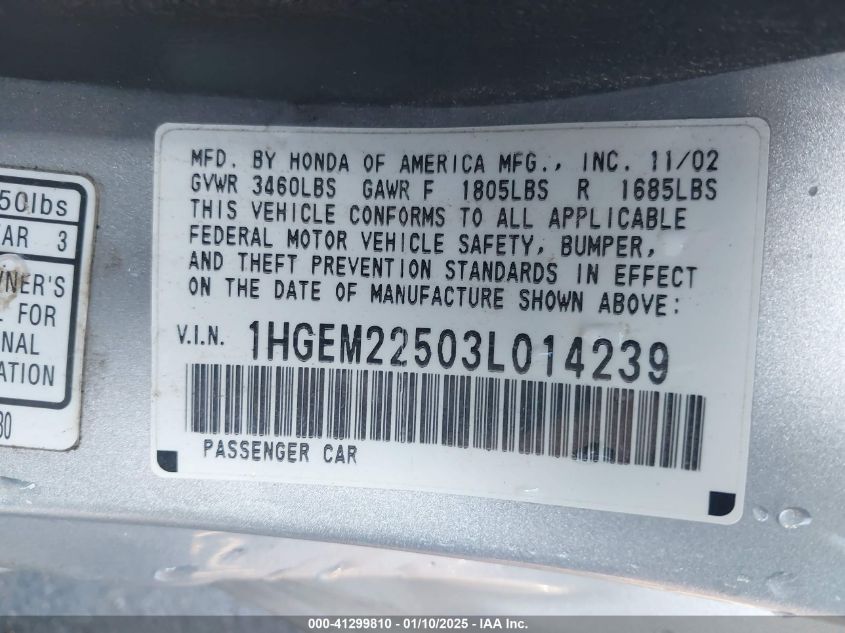 MFD. BY HONDA OF AMERICA MFG., INC. 11/02
GVWR 3460LBS GAWR F 1805LBS R 1685LBS
THIS VEHICLE CONFORMS TO ALL APPLICABLE
FEDERAL MOTOR VEHICLE SAFETY, BUMPER,
AND THEFT PREVENTION STANDARDS IN EFFECT
ON THE DATE OF MANUFACTURE SHOWN ABOVE:
V.I.N. 1HGEM22503L014239
PASSENGER CAR
50lbs
AR 3
NER'S
FOR
NAL
ATION
80
000-41299810 - 01/10/2025 - IAA Inc.